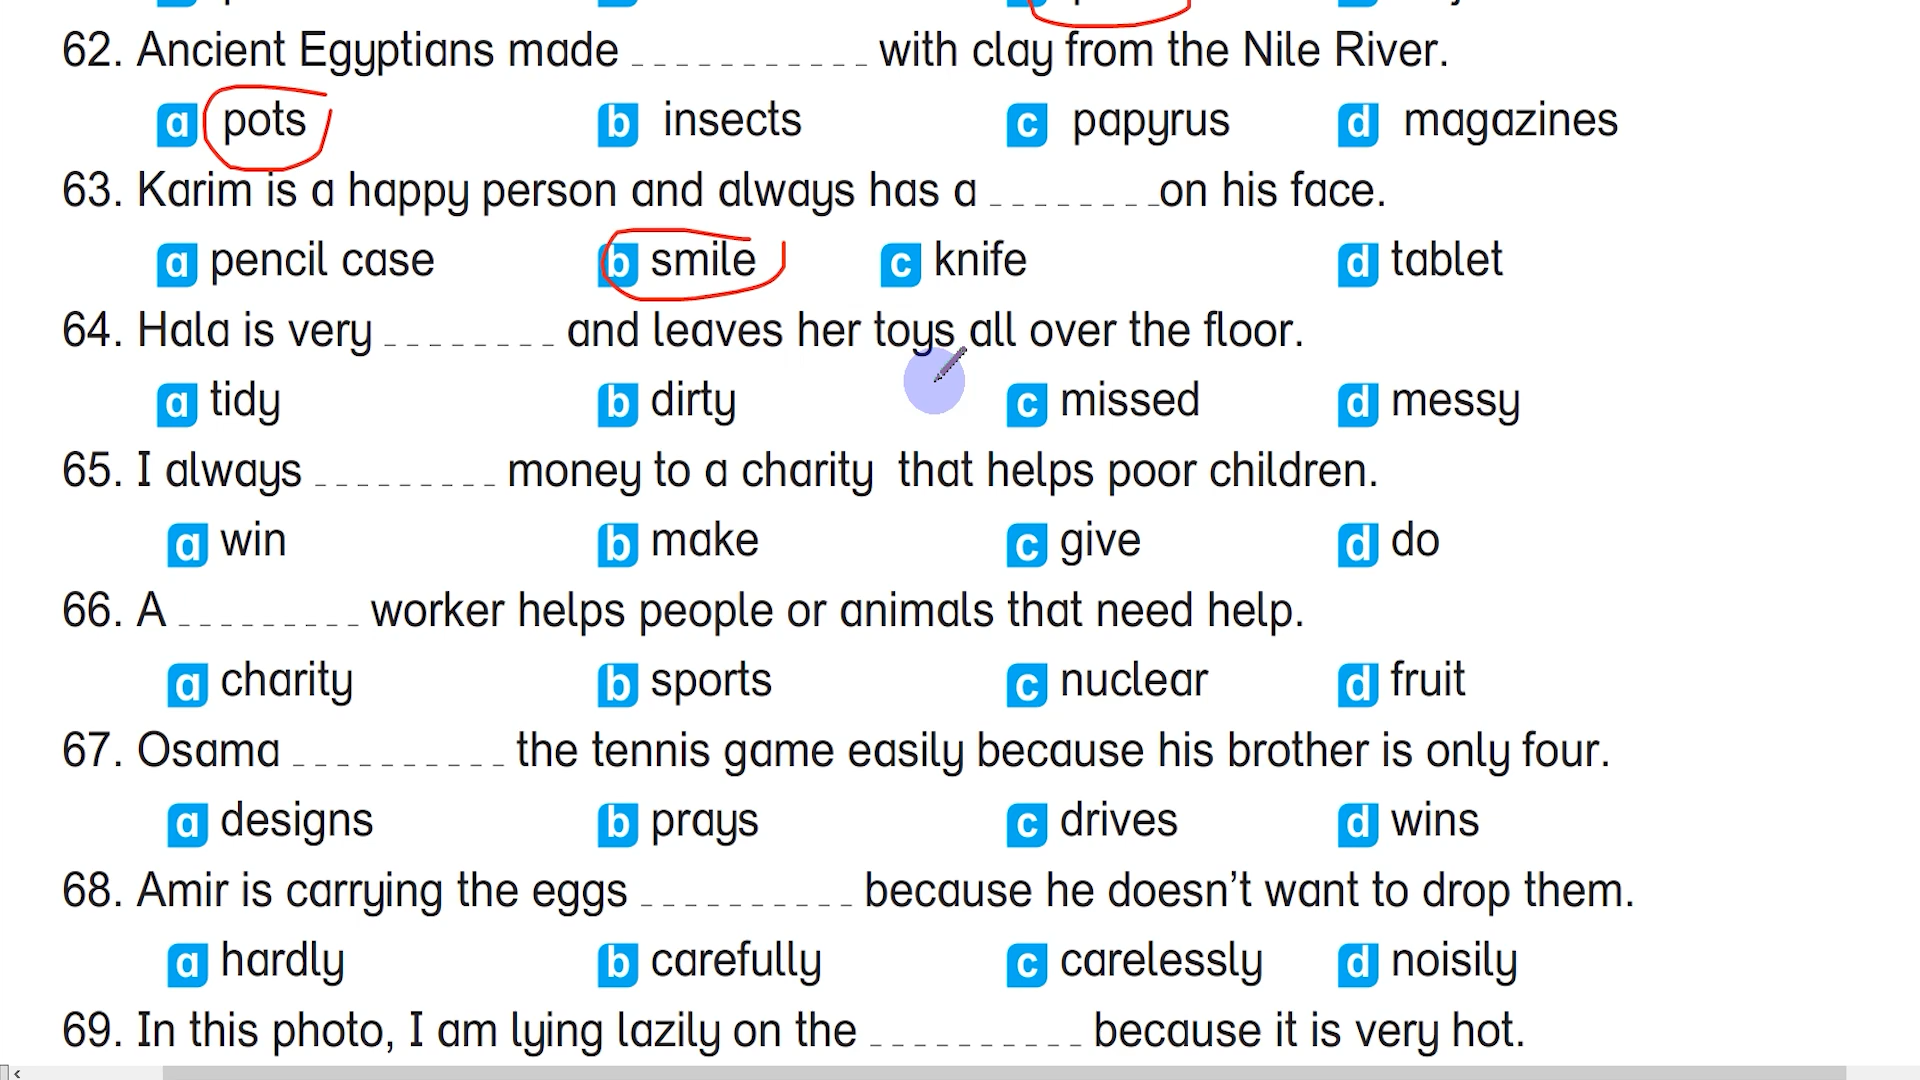 62. Ancient Egyptians made ___________ with clay from the Nile River.
a pots b insects c papyrus d magazines
63. Karim is a happy person and always has a ________on his face.
a pencil case b smile c knife d tablet
64. Hala is very ________ and leaves her toys all over the floor.
a tidy b dirty c missed d messy
65. I always _________ money to a charity that helps poor children.
a win b make c give d do
66. A _________ worker helps people or animals that need help.
a charity b sports c nuclear d fruit
67. Osama __________ the tennis game easily because his brother is only four.
a designs b prays c drives d wins
68. Amir is carrying the eggs __________ because he doesn't want to drop them.
a hardly b carefully c carelessly d noisily
69. In this photo, I am lying lazily on the __________ because it is very hot.